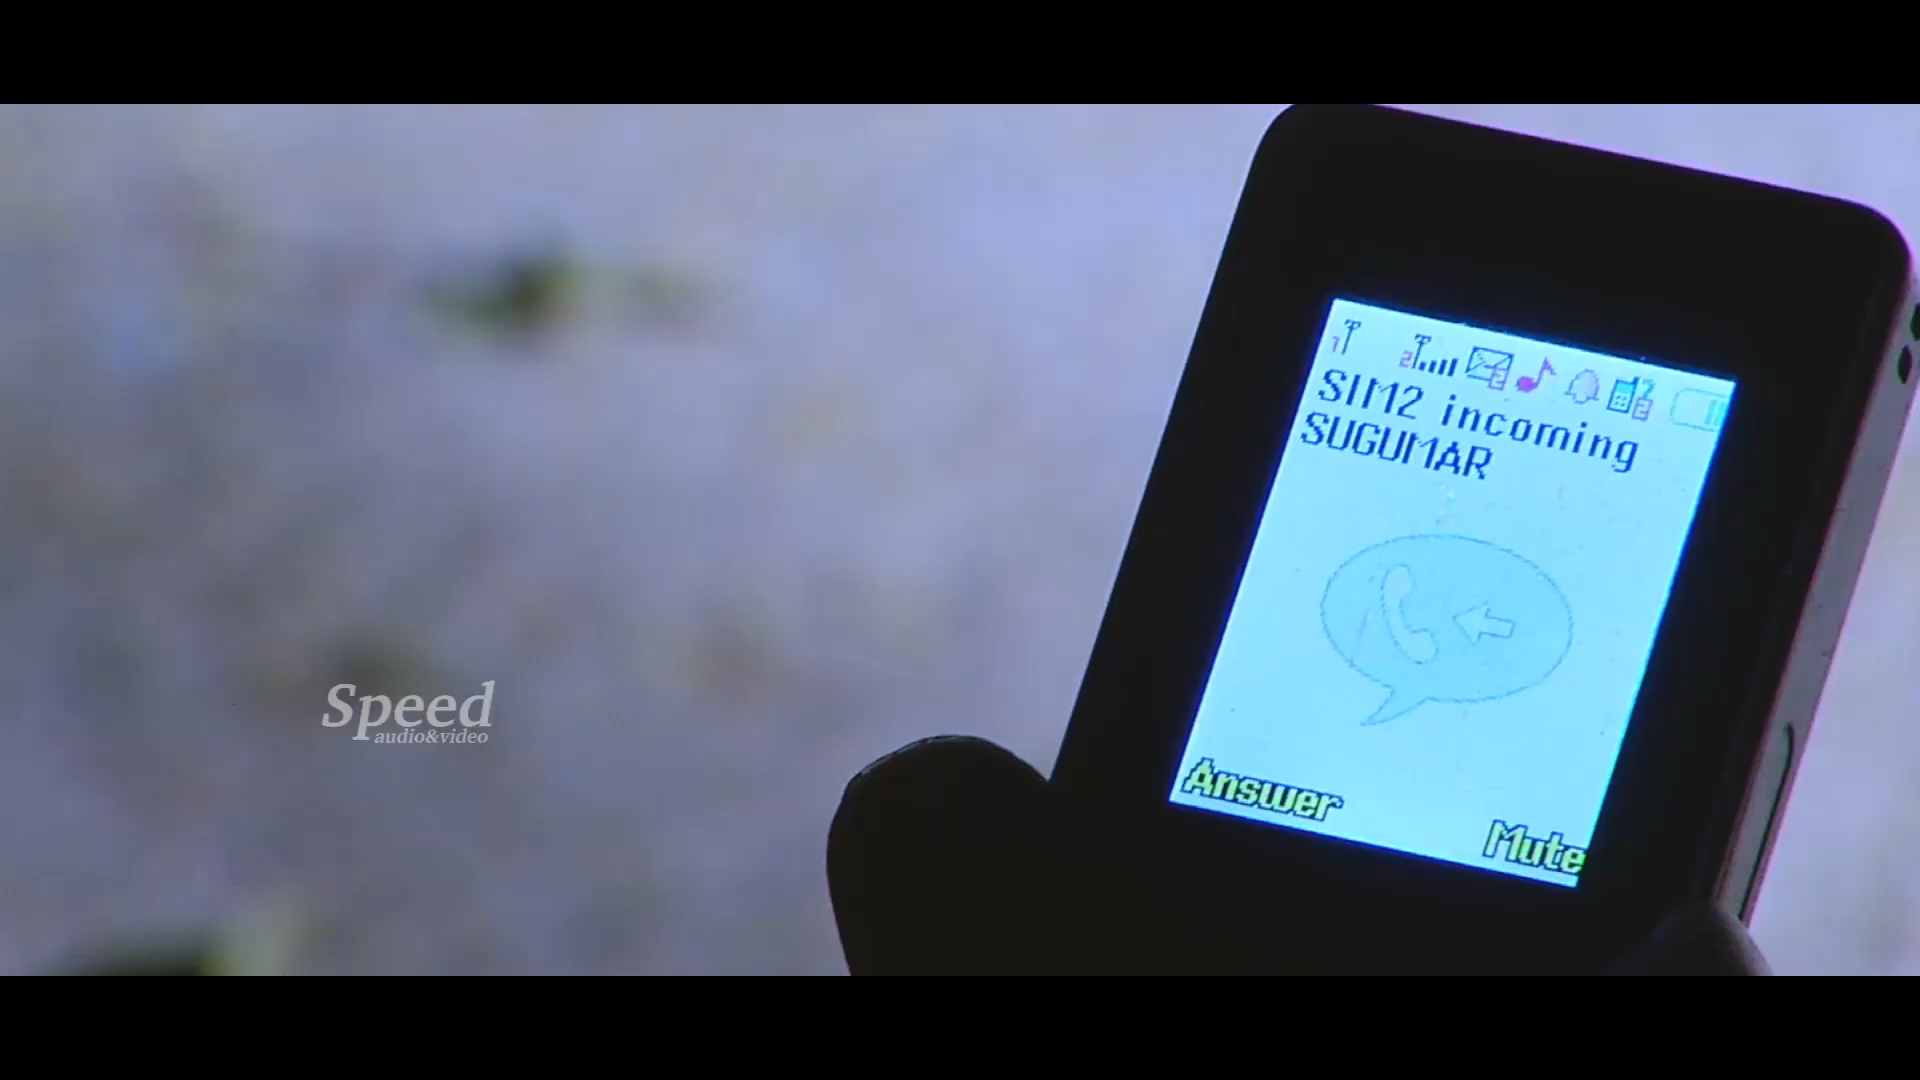 SIM2 incoming
SUGUMAR
Answer
Mute
Speed
audio&video